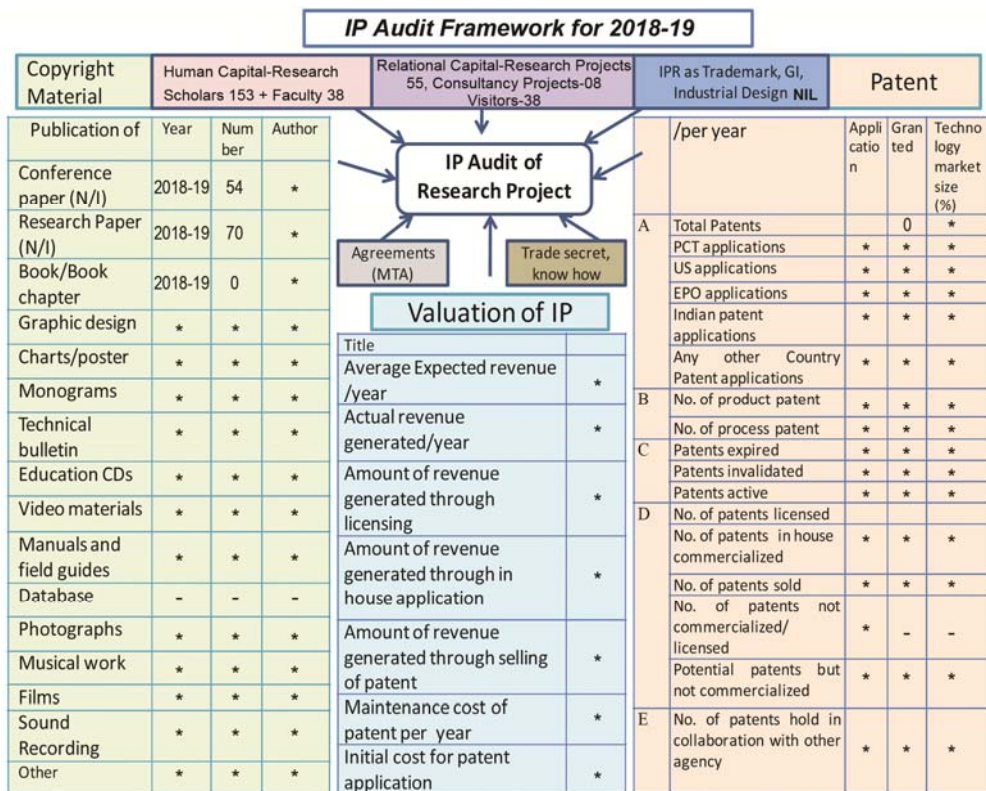 IP Audit Framework for 2018-19
Copyright
Material
Human Capital-Research
Scholars 153 + Faculty 38
Relational Capital-Research Projects
55, Consultancy Projects-08
Visitors-38
IPR as Trademark, GI,
Industrial Design NIL
Patent
IP Audit of
Research Project
Agreements
(MTA)
Trade secret,
know how
Publication of Year Num Author
ber
Conference
paper (N/I) 2018-19 54 *
Research Paper
(N/I) 2018-19 70 *
Book/Book
chapter 2018-19 0 *
Graphic design * * *
Charts/poster * * *
Monograms * * *
Technical
bulletin * * *
Education CDs * * *
Video materials * * *
Manuals and
field guides * * *
Database - - -
Photographs * * *
Musical work * * *
Films * * *
Sound
Recording * * *
Other * * *
Valuation of IP
Title
Average Expected revenue
/year *
Actual revenue
generated/year *
Amount of revenue
generated through
licensing *
Amount of revenue
generated through in
house application *
Amount of revenue
generated through selling
of patent *
Maintenance cost of
patent per year *
Initial cost for patent
application *
/per year Appli Gran Techno
catio ted logy
n market
size
(%)
A Total Patents 0 *
PCT applications * * *
US applications * * *
EPO applications * * *
Indian patent
applications * * *
Any other Country
Patent applications * * *
B No. of product patent * * *
No. of process patent * * *
C Patents expired * * *
Patents invalidated * * *
Patents active * * *
D No. of patents licensed
No. of patents in house
commercialized * * *
No. of patents sold * * *
No. of patents not
commercialized/
licensed * – –
Potential patents but
not commercialized * * *
E No. of patents hold in
collaboration with other
agency * * *